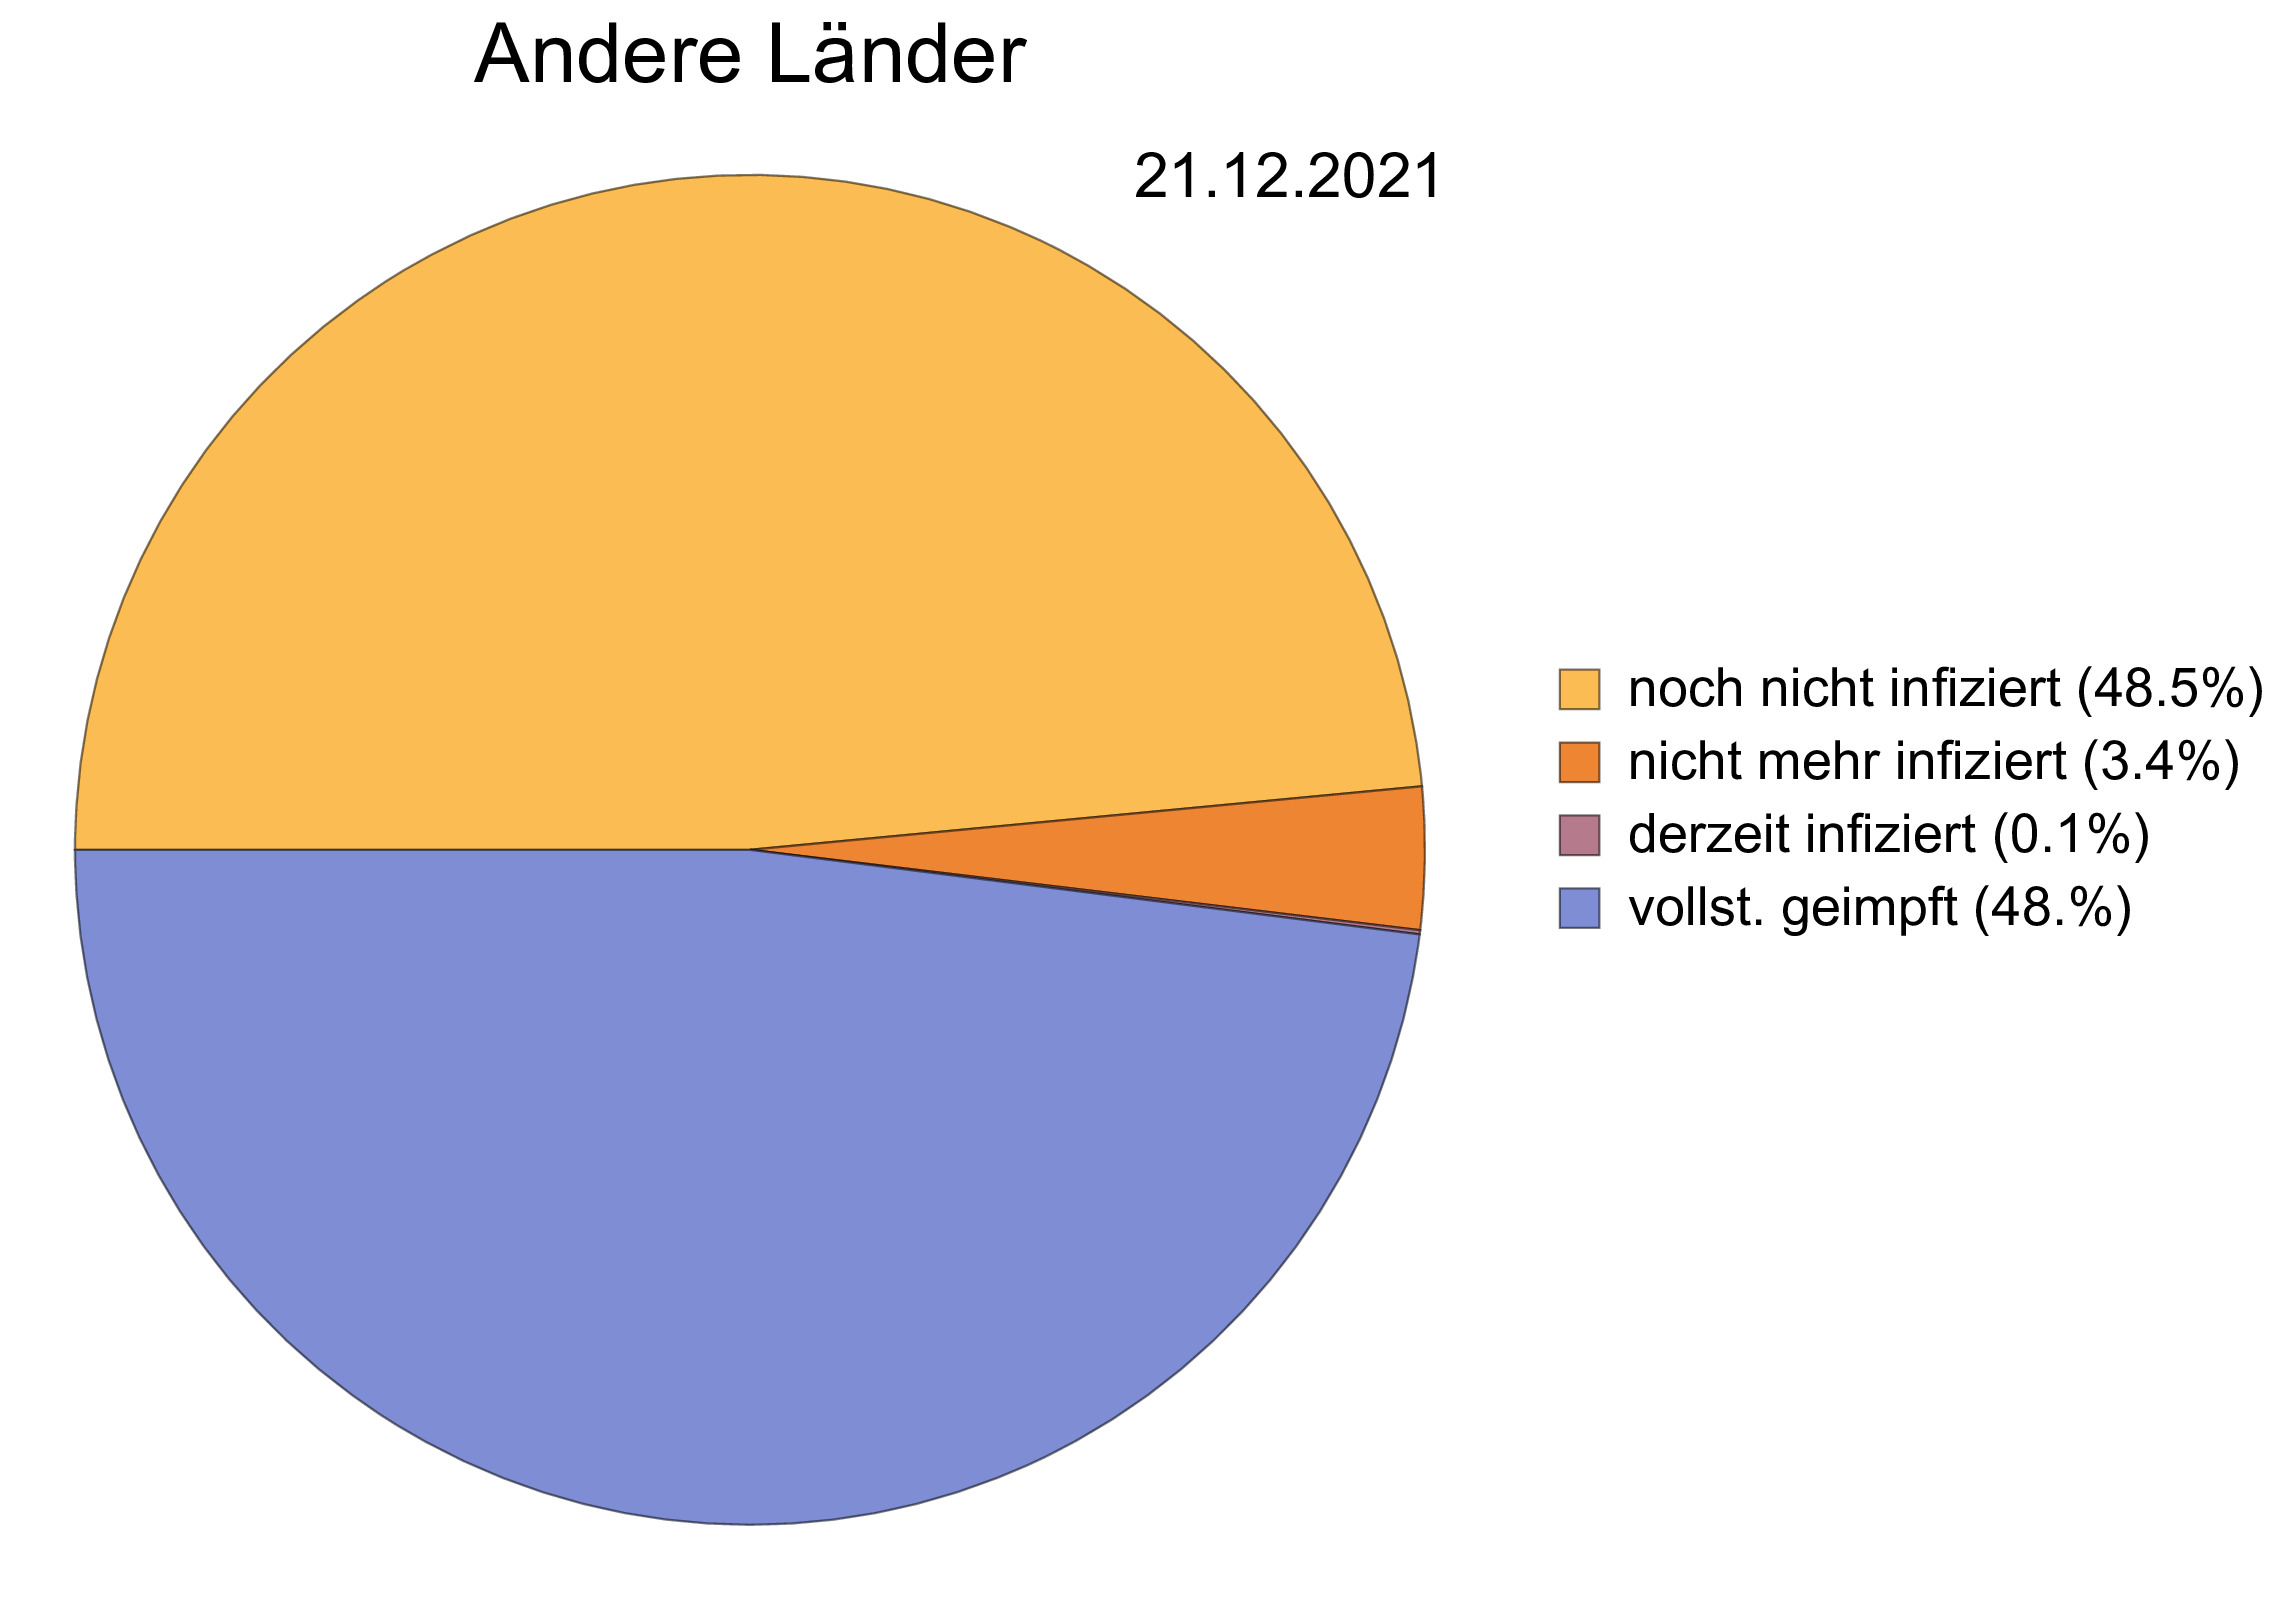 Andere Länder
21.12.2021
noch nicht infiziert (48.5%)
nicht mehr infiziert (3.4%)
derzeit infiziert (0.1%)
vollst. geimpft (48.%)